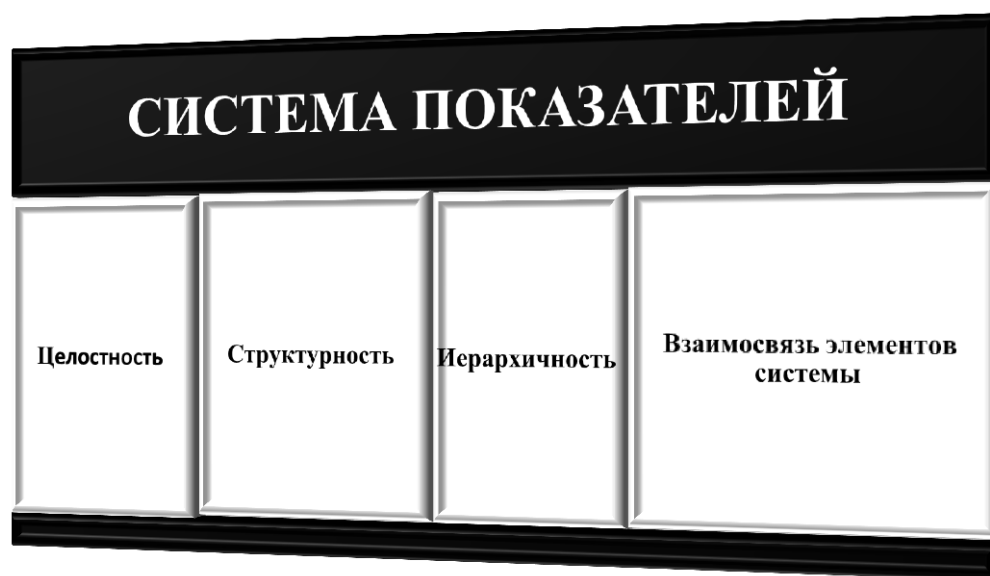 СИСТЕМА ПОКАЗАТЕЛЕЙ
Целостность
Структурность
Иерархичность
Взаимосвязь элементов
системы